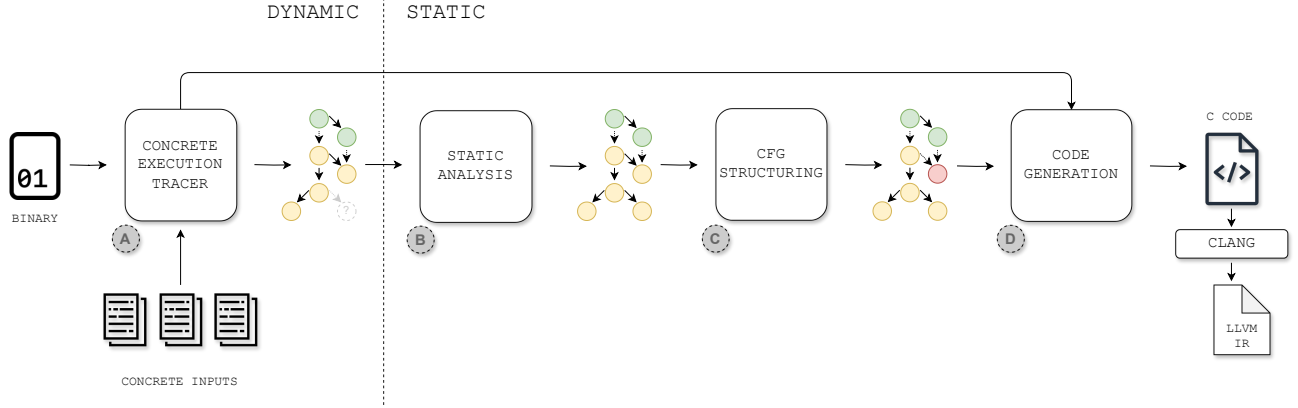 DYNAMIC
STATIC
01
BINARY
CONCRETE
EXECUTION
TRACER
A
CONCRETE INPUTS
?
STATIC
ANALYSIS
B
CFG
STRUCTURING
C
CODE
GENERATION
D
C CODE
</>
CLANG
LLVM
IR